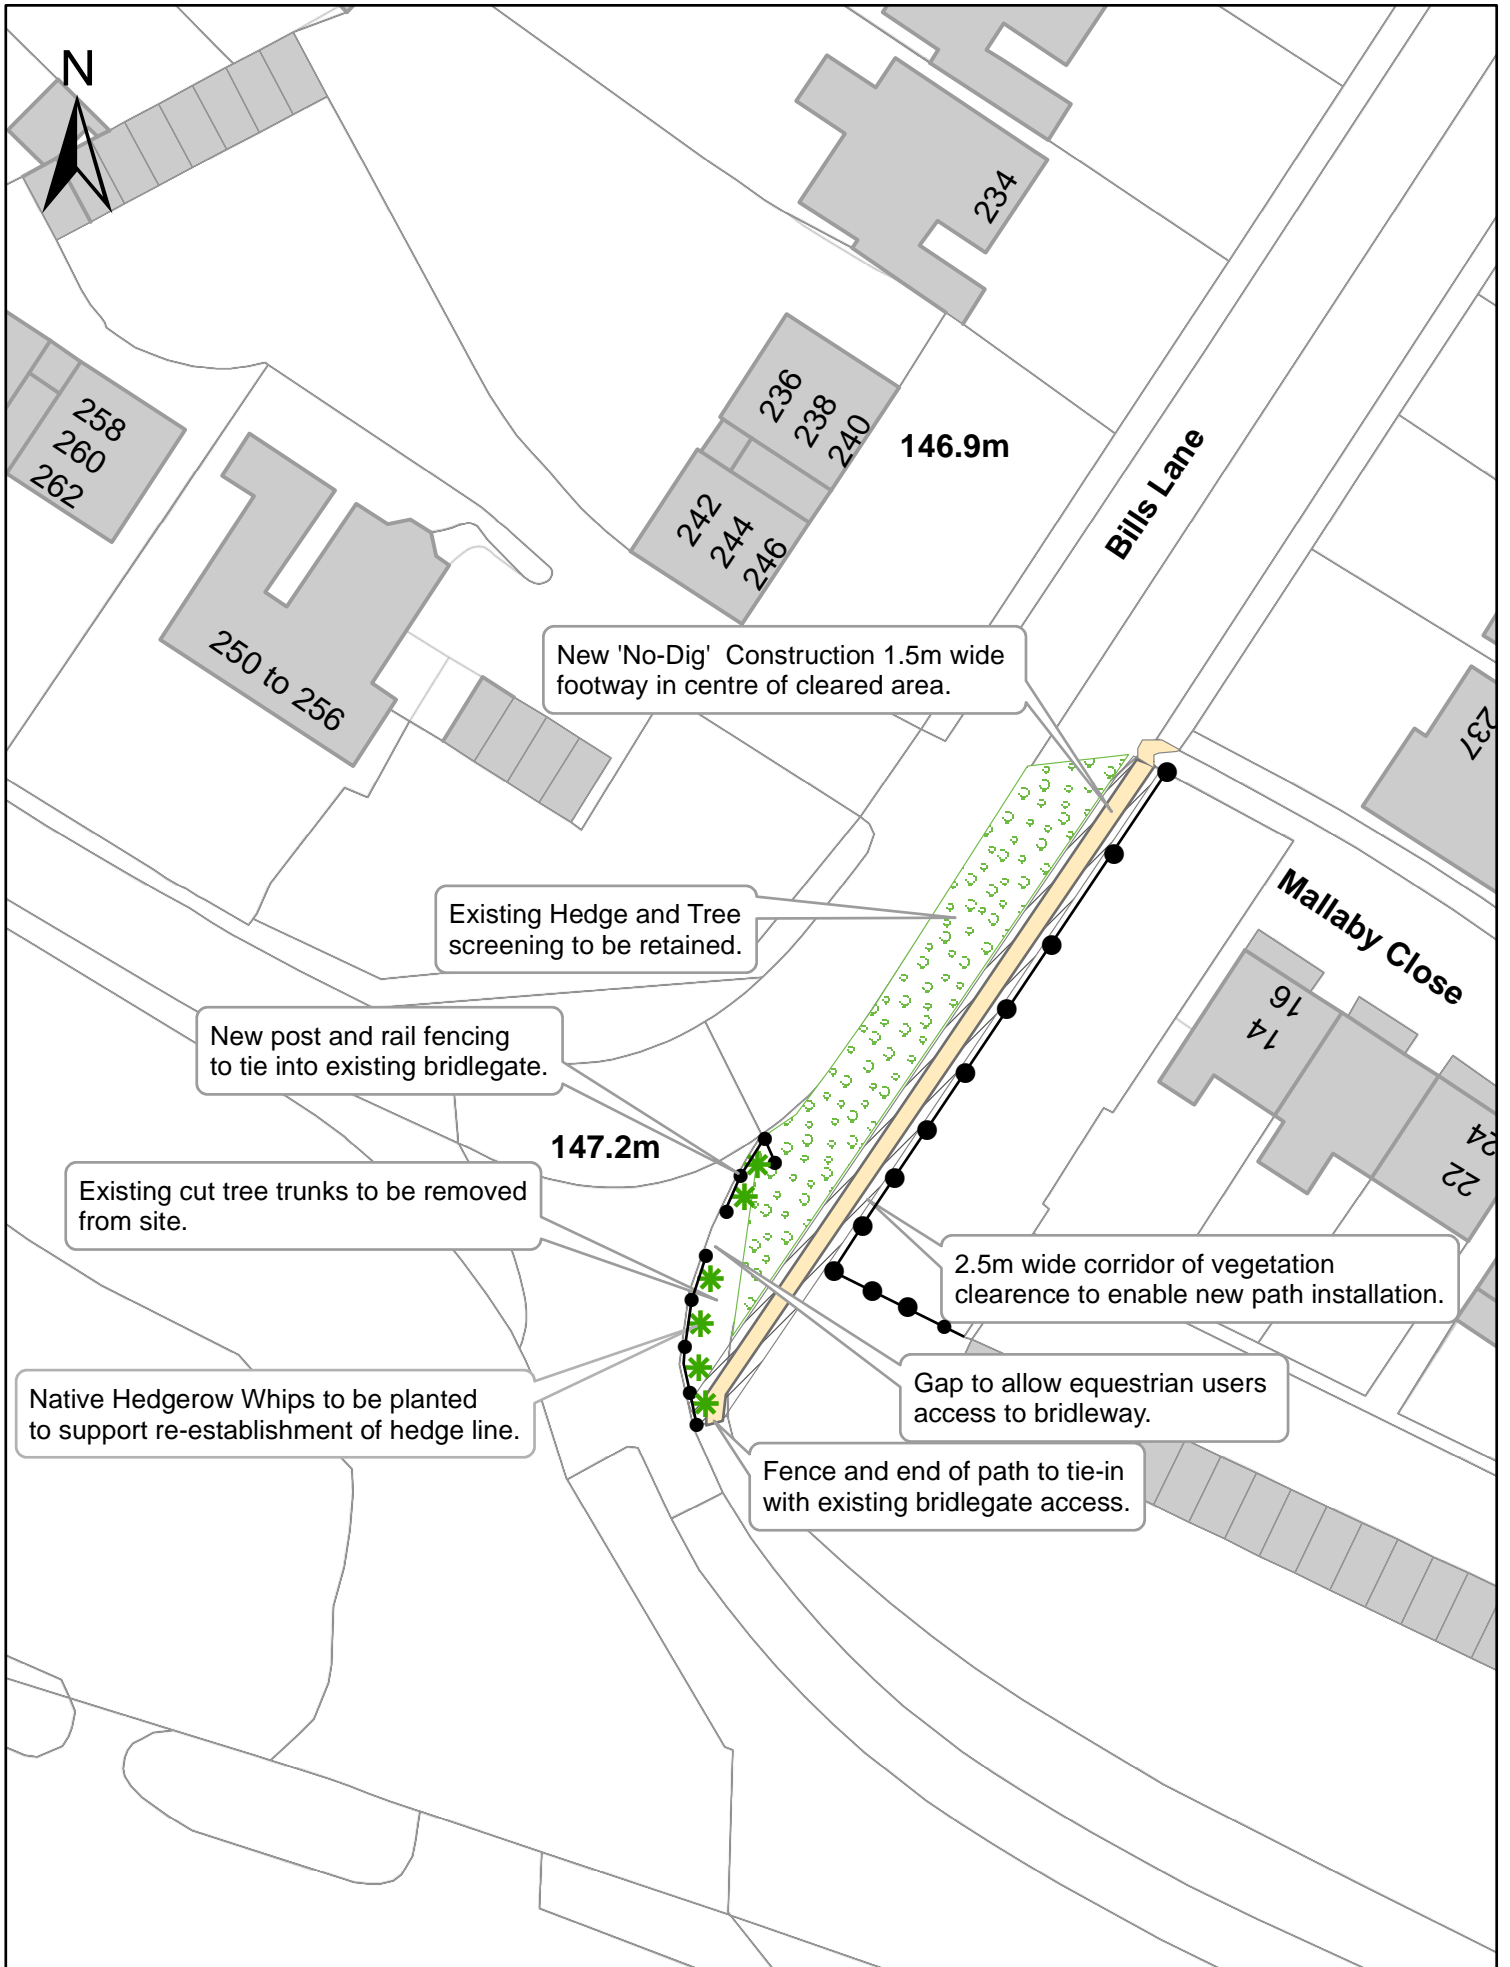 N
234
236
238
240
146.9m
258
260
262
242
244
246
Bills Lane
250 to 256
New 'No-Dig' Construction 1.5m wide
footway in centre of cleared area.
237
Existing Hedge and Tree
screening to be retained.
Mallaby Close
16
14
New post and rail fencing
to tie into existing bridlegate.
147.2m
24
22
Existing cut tree trunks to be removed
from site.
2.5m wide corridor of vegetation
clearence to enable new path installation.
Native Hedgerow Whips to be planted
to support re-establishment of hedge line.
Gap to allow equestrian users
access to bridleway.
Fence and end of path to tie-in
with existing bridlegate access.